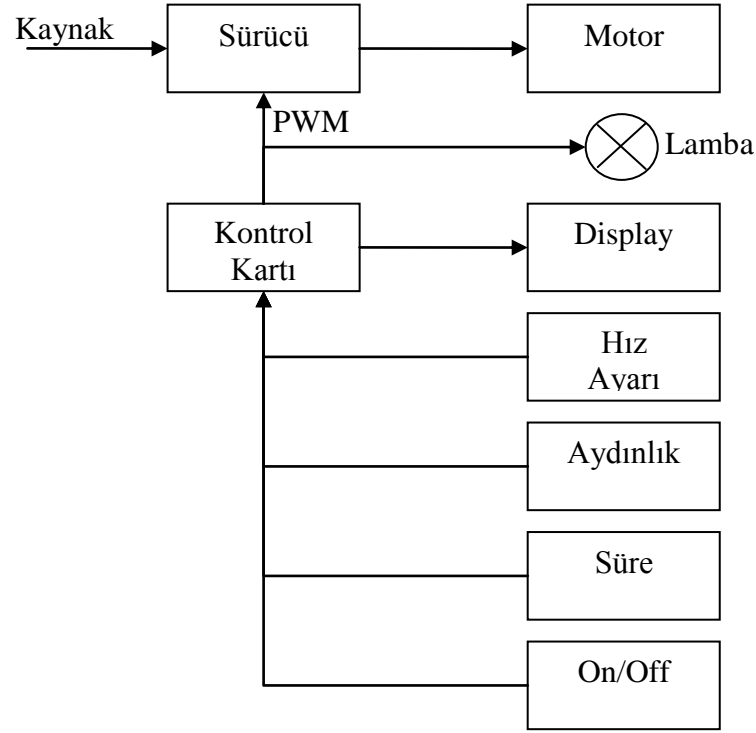 Kaynak
Sürücü
Motor
PWM
Lamba
Kontrol
Kartı
Display
Hız
Ayarı
Aydınlık
Süre
On/Off